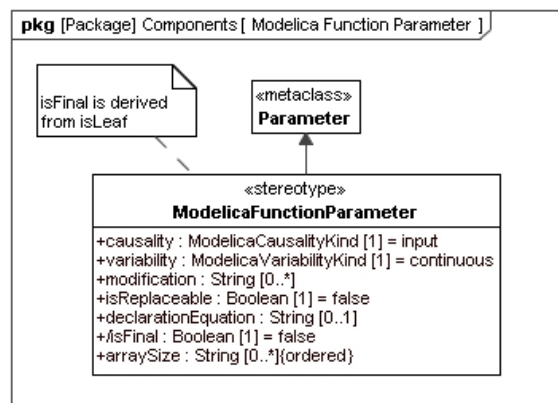 pkg [Package] Components [ Modelica Function Parameter ]
isFinal is derived
from isLeaf
«metaclass»
Parameter
«stereotype»
ModelicaFunctionParameter
+causality : ModelicaCausalityKind [1] = input
+variability : ModelicaVariabilityKind [1] = continuous
+modification : String [0..*]
+isReplaceable : Boolean [1] = false
+declarationEquation : String [0..1]
+/isFinal : Boolean [1] = false
+arraySize : String [0..*]{ordered}